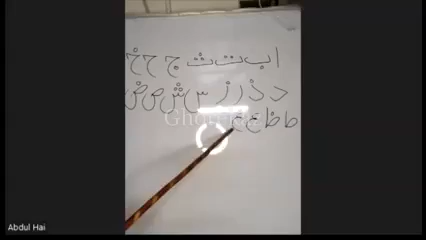 ا ب ت ث ج ح خ
د ذ ر ز س ش ص ض
ط ظ ع غ
Abdul Hai